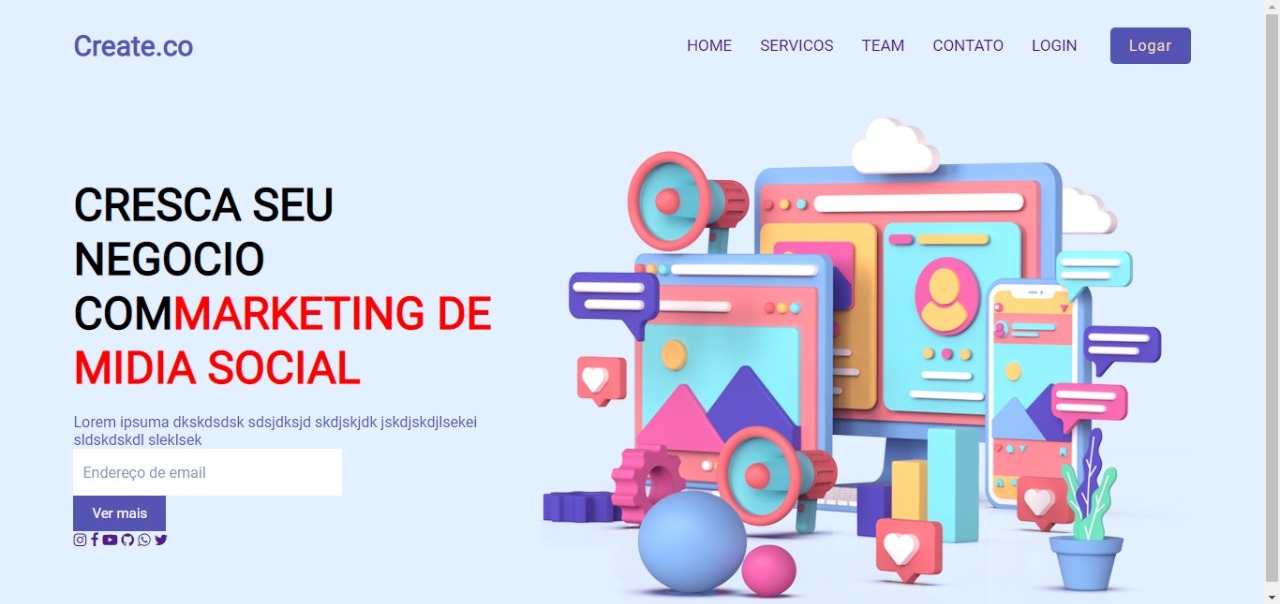 Create.co
HOME SERVICOS TEAM CONTATO LOGIN Logar
CRESCA SEU
NEGOCIO
COMMARKETING DE
MIDIA SOCIAL
Lorem ipsuma dkskdsdsk sdsjdksjd skdjskjdk jskdjskdjlsekei
sldskdskdl sleklsek
Endereço de email
Ver mais